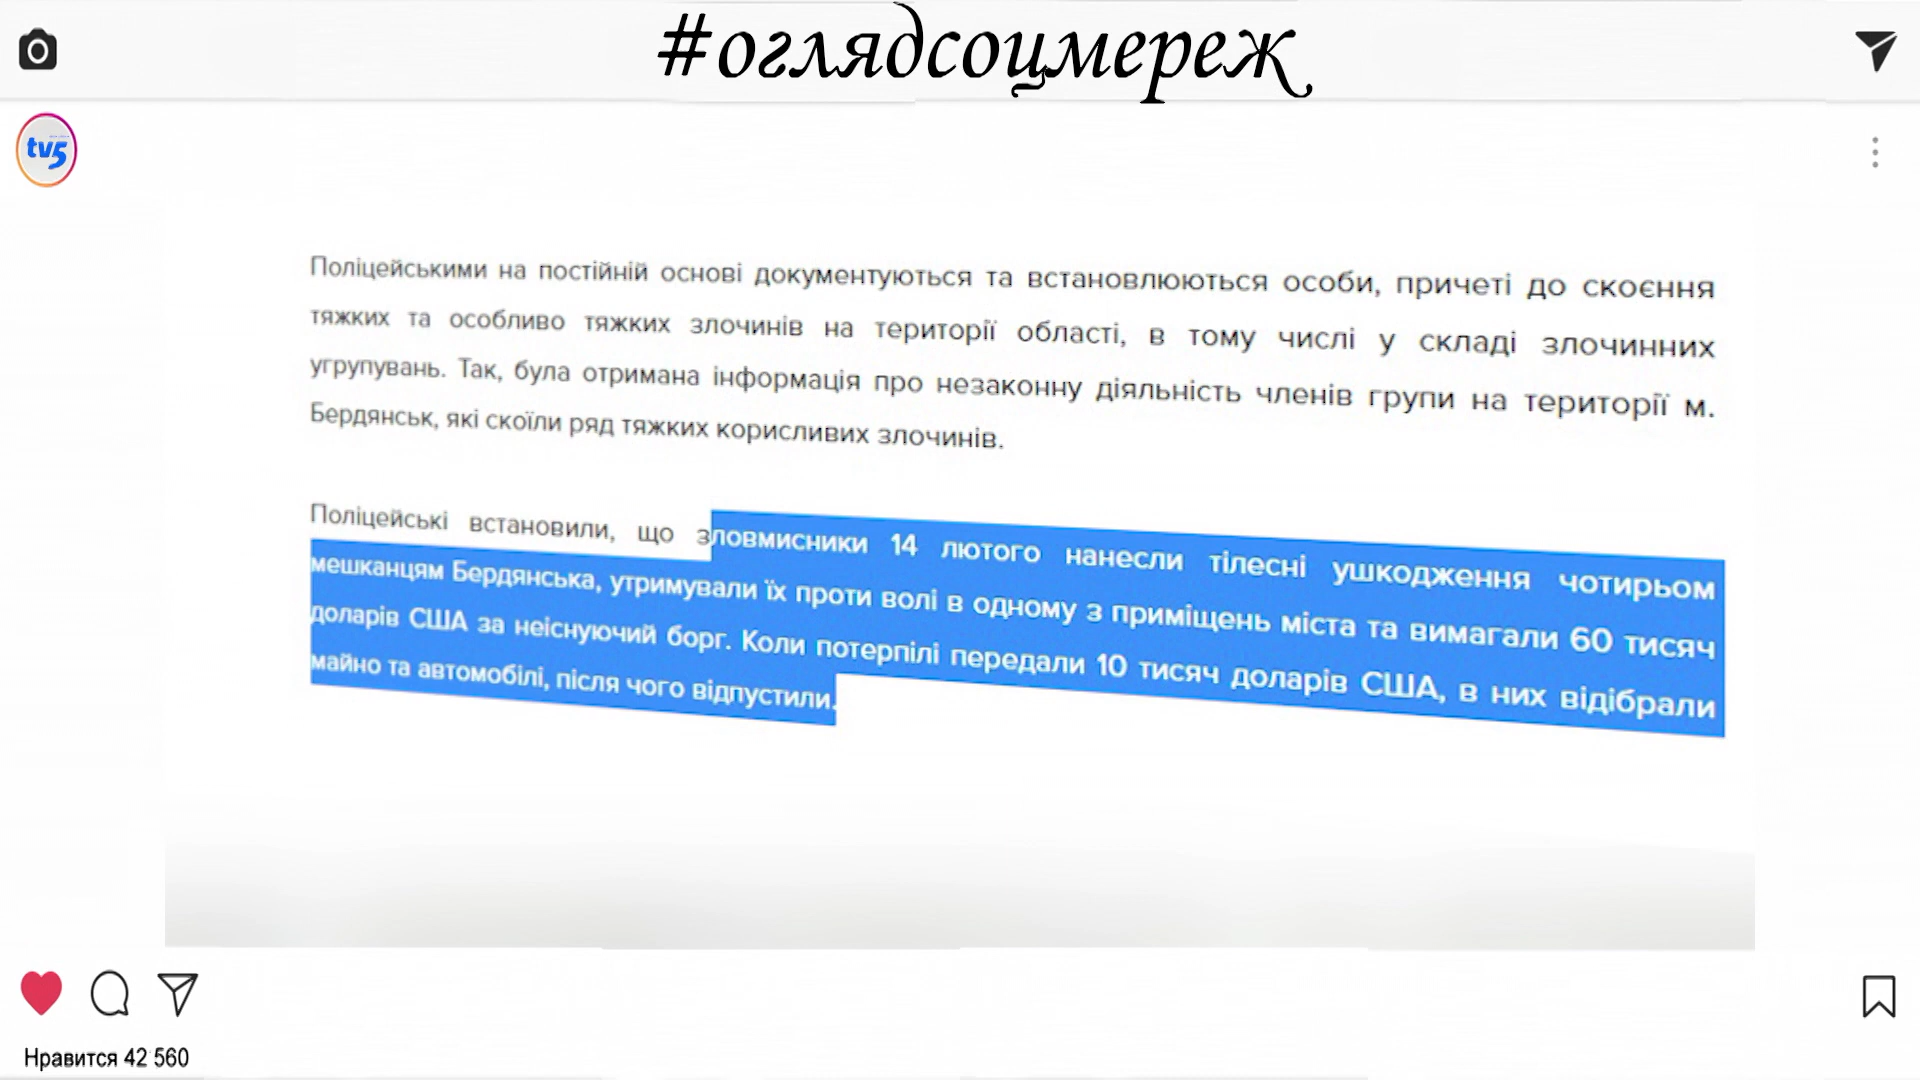 #оглядсоцмереж
tv5
Поліцейськими на постійній основі документуються та встановлюються особи, причеті до скоєння
тяжких та особливо тяжких злочинів на території області, в тому числі у складі злочинних
угрупувань. Так, була отримана інформація про незаконну діяльність членів групи на території м.
Бердянськ, які скоїли ряд тяжких корисливих злочинів.
Поліцейські встановили, що зловмисники 14 лютого нанесли тілесні ушкодження чотирьом
мешканцям Бердянська, утримували їх проти волі в одному з приміщень міста та вимагали 60 тисяч
доларів США за неіснуючий борг. Коли потерпілі передали 10 тисяч доларів США, в них відібрали
майно та автомобілі, після чого відпустили.
Нравится 42 560